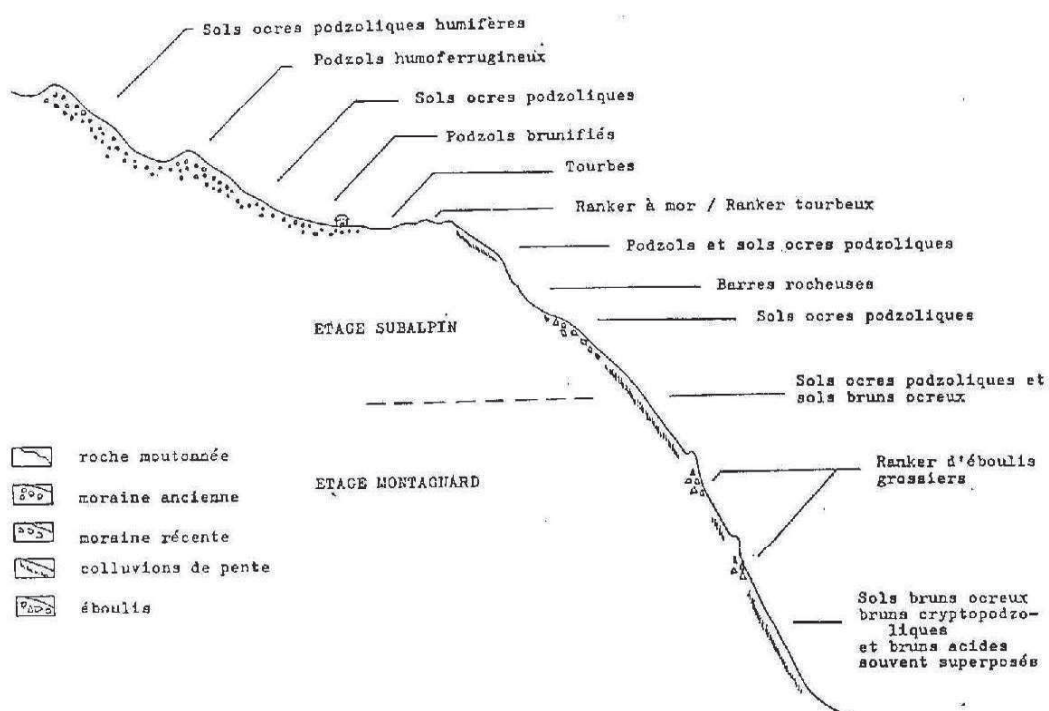 Sols ocres podzoliques humifères
Podzols humoferrugineux
Sols ocres podzoliques
Podzols brunifiés
Tourbes
Ranker à mor / Ranker tourbeux
Podzols et sols ocres podzoliques
Barres rocheuses
Sols ocres podzoliques
ETAGE SUBALPIN
Sols ocres podzoliques et
sols bruns ocreux
roche moutonnée
moraine ancienne
moraine récente
colluvions de pente
éboulis
ETAGE MONTAGNARD
Ranker d'éboulis
grossiers
Sols bruns ocreux
bruns cryptopodzo-
liques
et bruns acides
souvent superposés